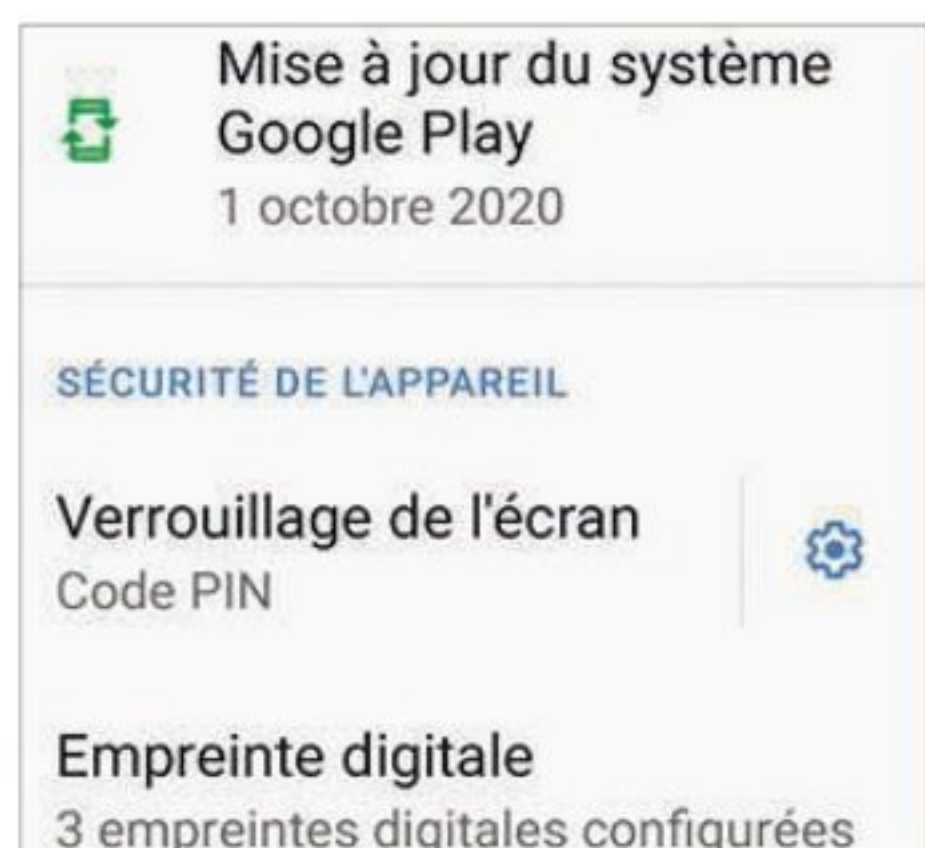 Mise à jour du système
Google Play
1 octobre 2020
SÉCURITÉ DE L'APPAREIL
Verrouillage de l'écran
Code PIN
Empreinte digitale
3 empreintes digitales configurées